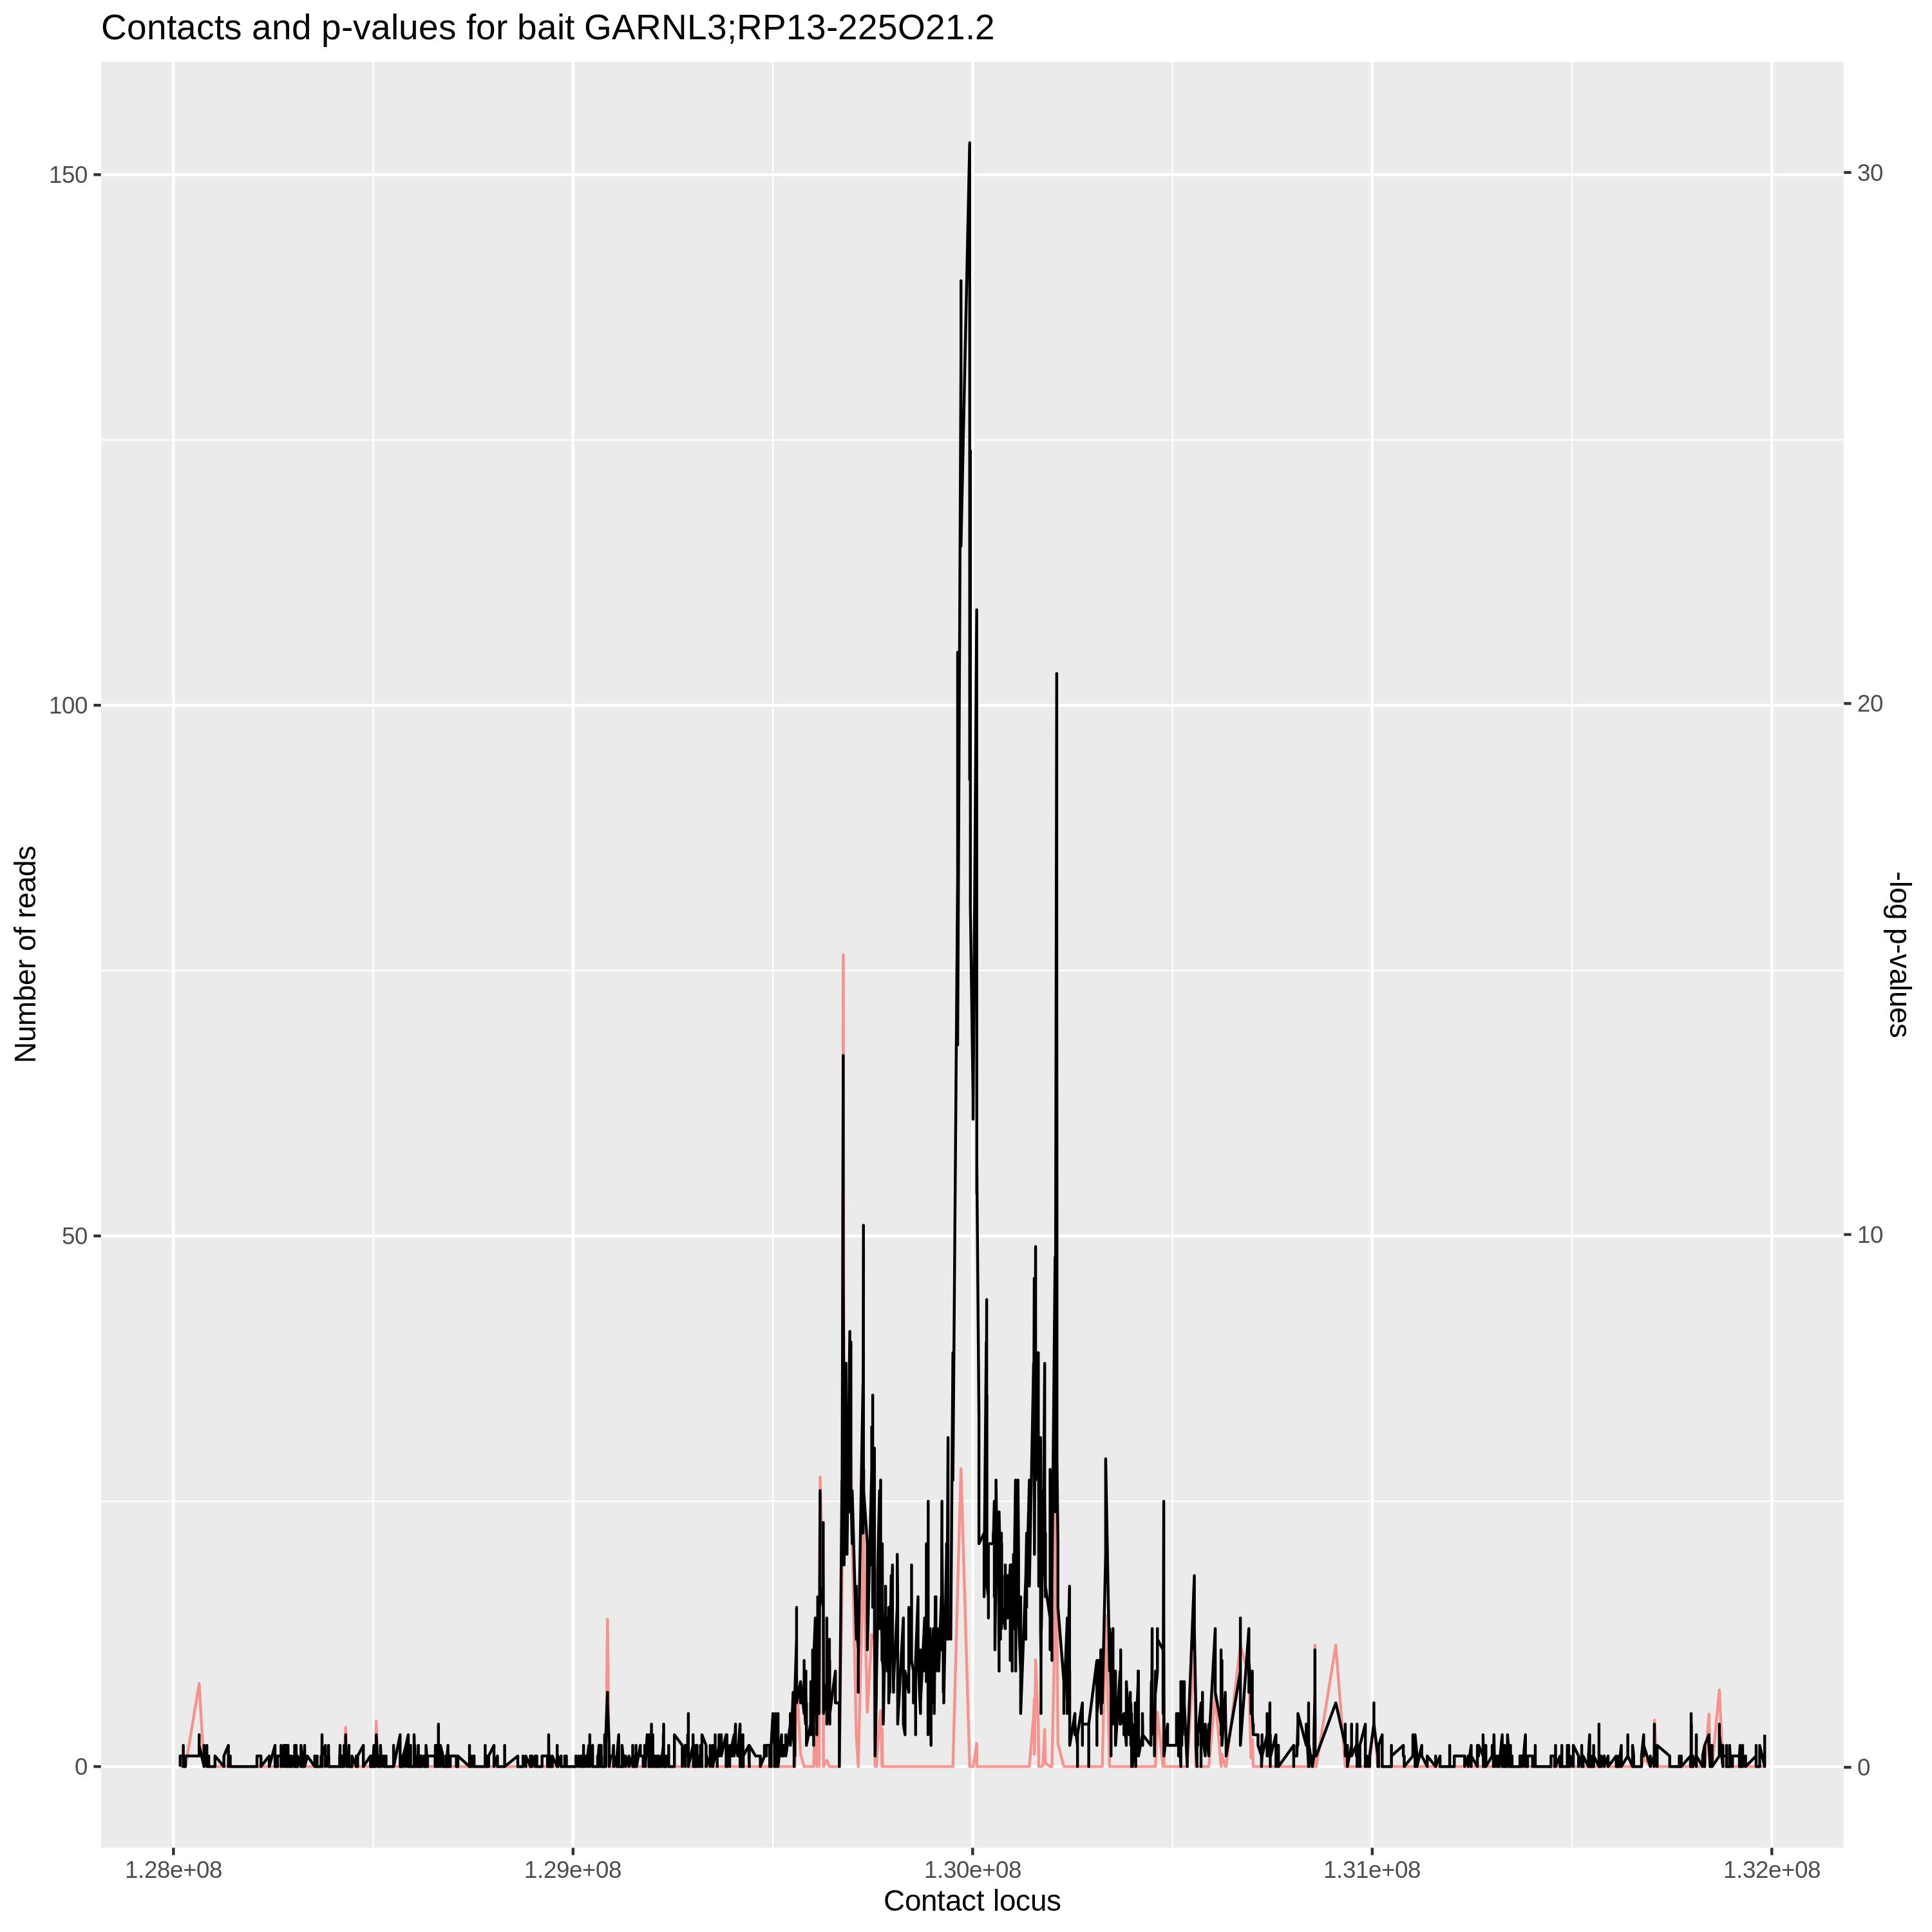 Contacts and p-values for bait GARNL3;RP13-225O21.2
150
100
50
0
Number of reads
30
20
10
0
-log p-values
1.28e+08
1.29e+08
1.30e+08
1.31e+08
1.32e+08
Contact locus